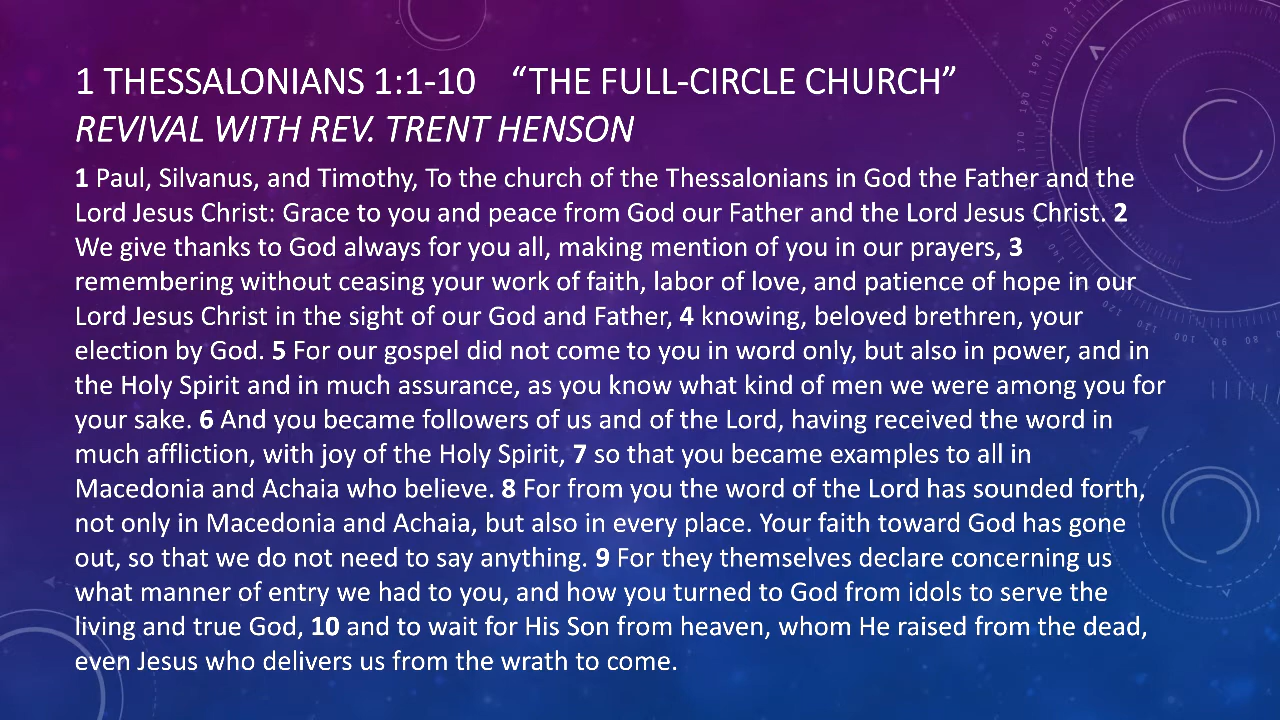 1 THESSALONIANS 1:1-10 “THE FULL-CIRCLE CHURCH”
REVIVAL WITH REV. TRENT HENSON
1 Paul, Silvanus, and Timothy, To the church of the Thessalonians in God the Father and the
Lord Jesus Christ: Grace to you and peace from God our Father and the Lord Jesus Christ. 2
We give thanks to God always for you all, making mention of you in our prayers, 3
remembering without ceasing your work of faith, labor of love, and patience of hope in our
Lord Jesus Christ in the sight of our God and Father, 4 knowing, beloved brethren, your
election by God. 5 For our gospel did not come to you in word only, but also in power, and in
the Holy Spirit and in much assurance, as you know what kind of men we were among you for
your sake. 6 And you became followers of us and of the Lord, having received the word in
much affliction, with joy of the Holy Spirit, 7 so that you became examples to all in
Macedonia and Achaia who believe. 8 For from you the word of the Lord has sounded forth,
not only in Macedonia and Achaia, but also in every place. Your faith toward God has gone
out, so that we do not need to say anything. 9 For they themselves declare concerning us
what manner of entry we had to you, and how you turned to God from idols to serve the
living and true God, 10 and to wait for His Son from heaven, whom He raised from the dead,
even Jesus who delivers us from the wrath to come.
210
200
190
180
170
120
110
100
90
80